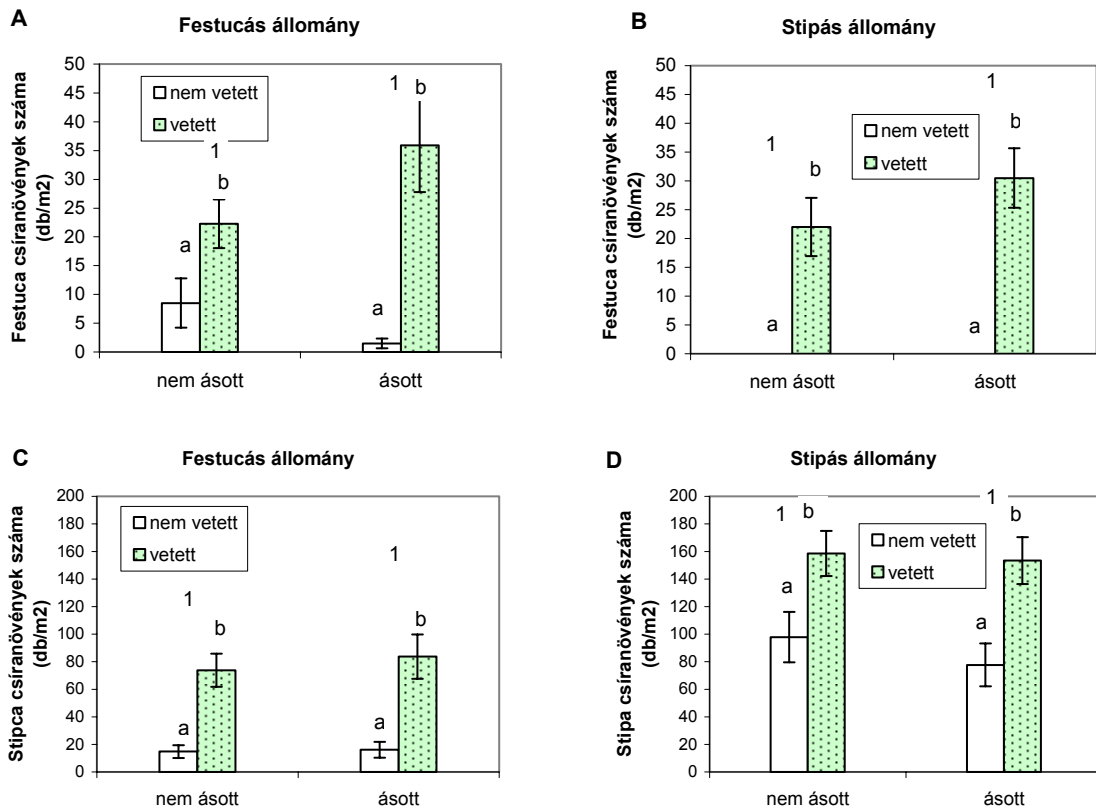 A
Festucás állomány
Festuca csíranövények száma
(db/m2)
50
45
40
35
30
25
20
15
10
5
0
nem vetett
vetett
1
b
a
1
b
a
nem ásott
ásott
B
Stipás állomány
Festuca csíranövények száma
(db/m2)
50
45
40
35
30
25
20
15
10
5
0
nem vetett
vetett
1
b
a
1
b
a
nem ásott
ásott
C
Festucás állomány
Stipca csíranövények száma
(db/m2)
200
180
160
140
120
100
80
60
40
20
0
nem vetett
vetett
1
b
a
1
b
a
nem ásott
ásott
D
Stipás állomány
Stipa csíranövények száma
(db/m2)
200
180
160
140
120
100
80
60
40
20
0
nem vetett
vetett
1 b
a
1
b
a
nem ásott
ásott